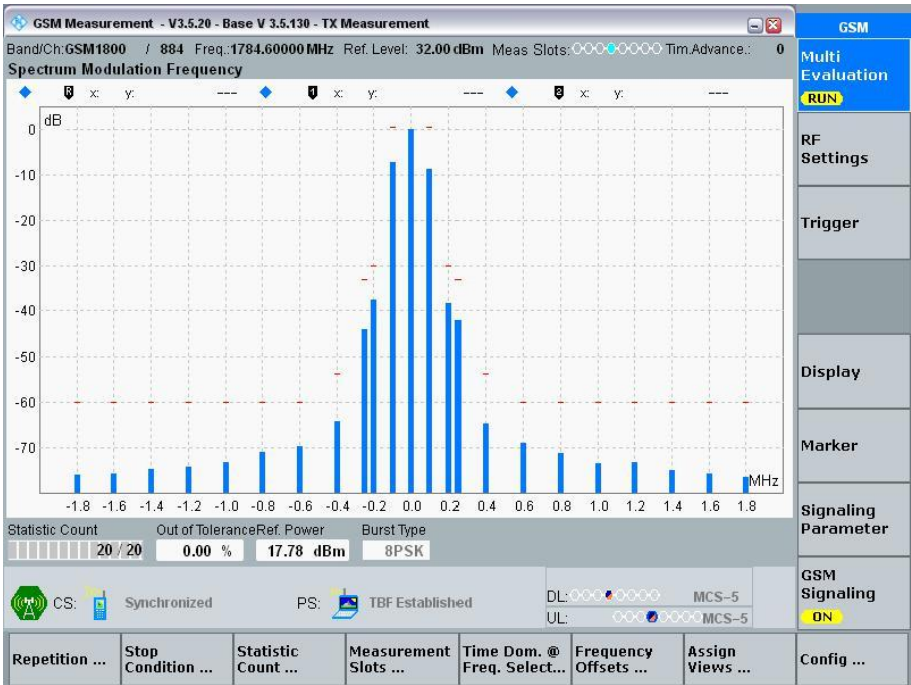 GSM Measurement - V3.5.20 - Base V 3.5.130 - TX Measurement
GSM
Band/Ch:GSM1800 / 884 Freq.:1784.60000 MHz Ref. Level: 32.00 dBm Meas Slots: Tim.Advance.: 0
Spectrum Modulation Frequency
Multi
Evaluation
RUN
R x: y: --- 1 x: y: --- 2 x: y: ---
dB
0
-10
-20
-30
-40
-50
-60
-70
MHz
-1.8 -1.6 -1.4 -1.2 -1.0 -0.8 -0.6 -0.4 -0.2 0.0 0.2 0.4 0.6 0.8 1.0 1.2 1.4 1.6 1.8
RF
Settings
Trigger
Display
Marker
Signaling
Parameter
GSM
Signaling
ON
Statistic Count Out of Tolerance Ref. Power Burst Type
20 / 20 0.00 % 17.78 dBm 8PSK
CS: Synchronized PS: TBF Established
DL: MCS-5
UL: MCS-5
Repetition ...
Stop
Condition ...
Statistic
Count ...
Measurement
Slots ...
Time Dom. @
Freq. Select...
Frequency
Offsets ...
Assign
Views ...
Config ...